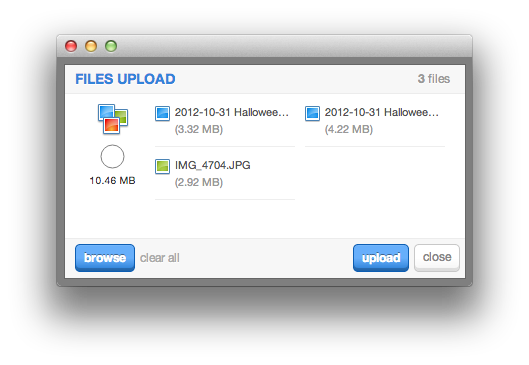 FILES UPLOAD
3 files
2012-10-31 Hallowee...
(3.32 MB)
2012-10-31 Hallowee...
(4.22 MB)
10.46 MB
IMG_4704.JPG
(2.92 MB)
browse
clear all
upload
close